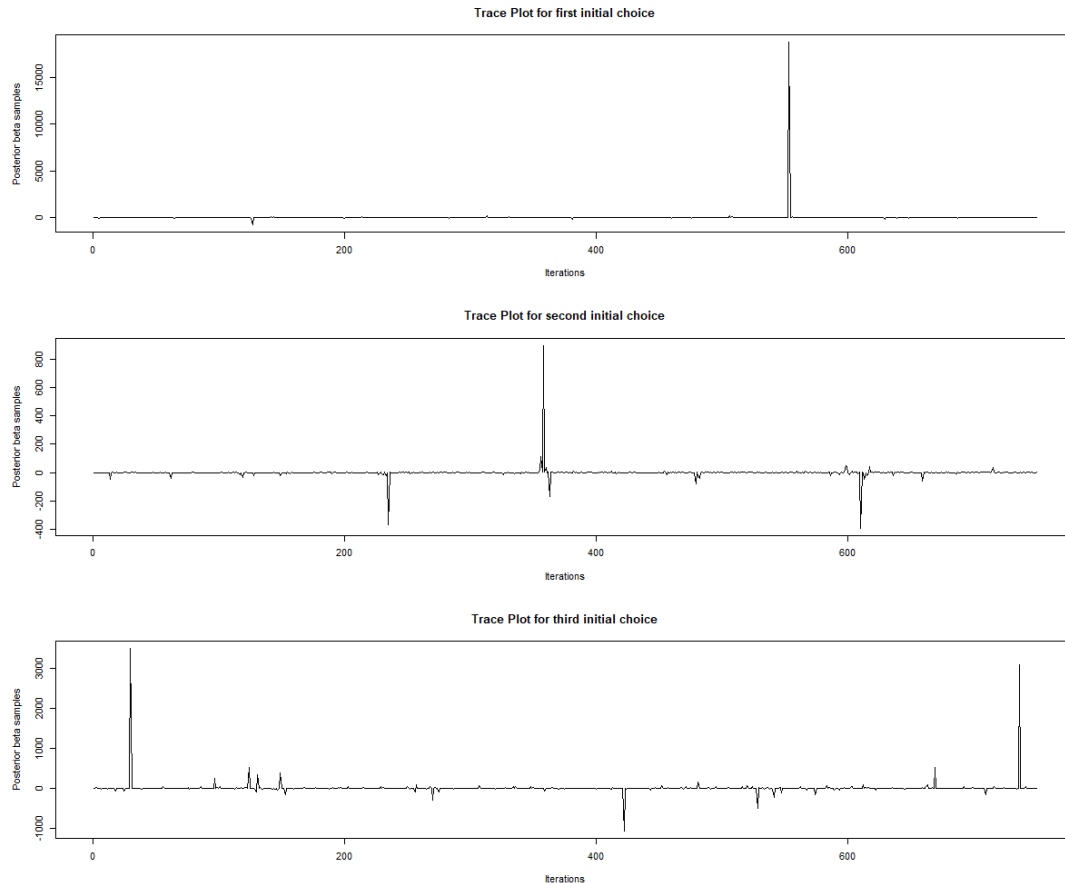 Trace Plot for first initial choice
Posterior beta samples
15000
10000
5000
0
0 200 400 600
Iterations
Trace Plot for second initial choice
Posterior beta samples
800
600
400
200
0
-200
-400
0 200 400 600
Iterations
Trace Plot for third initial choice
Posterior beta samples
3000
2000
1000
0
-1000
0 200 400 600
Iterations